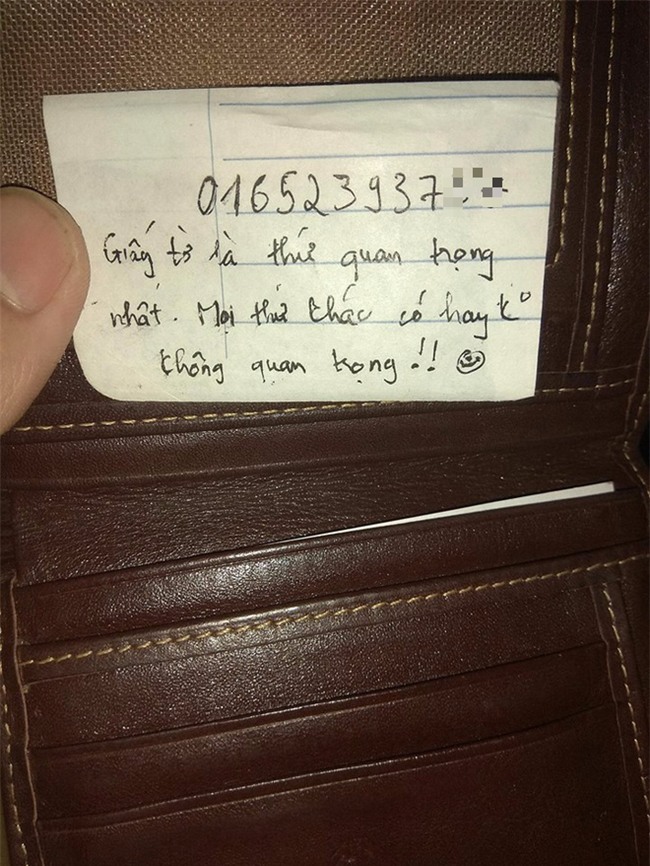 016523937
Giấy tờ là thứ quan trọng
nhất. Mọi thứ khác có hay k°
không quan trọng !!